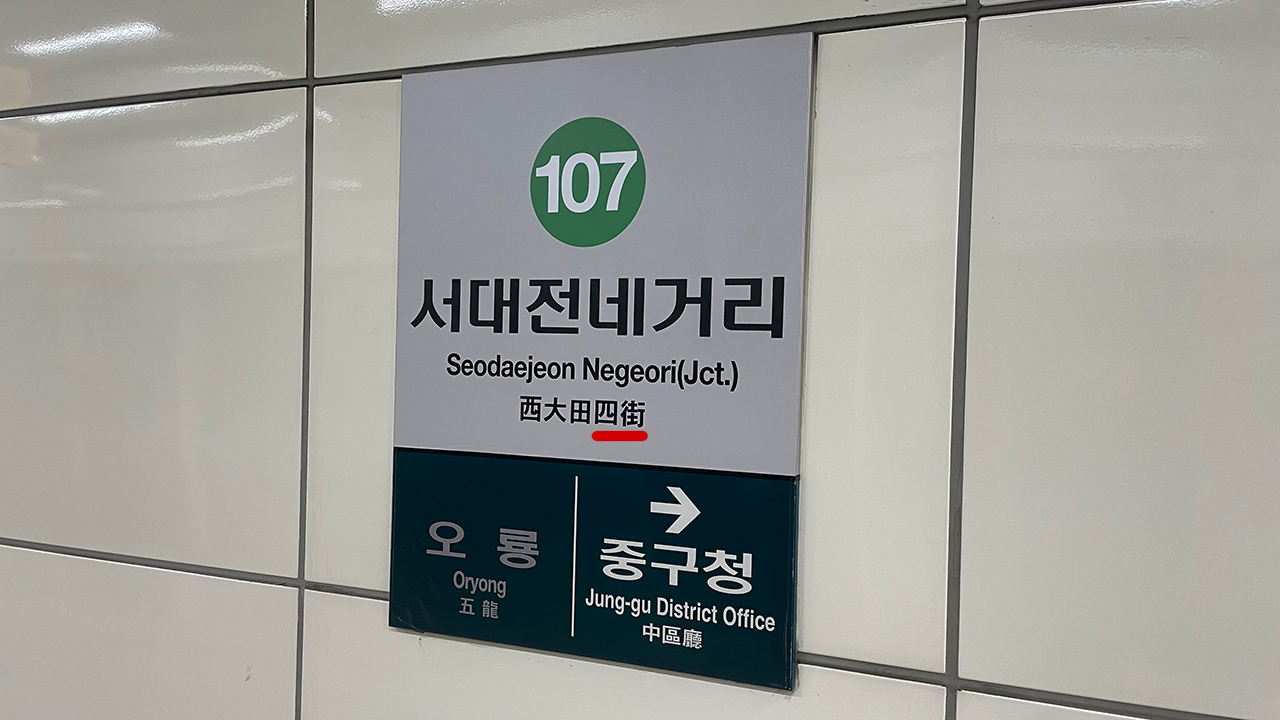 107
서대전네거리
Seodaejeon Negeori(Jct.)
西大田四街
오 룡
Oryong
五 龍
중구청
Jung-gu District Office
中區廳